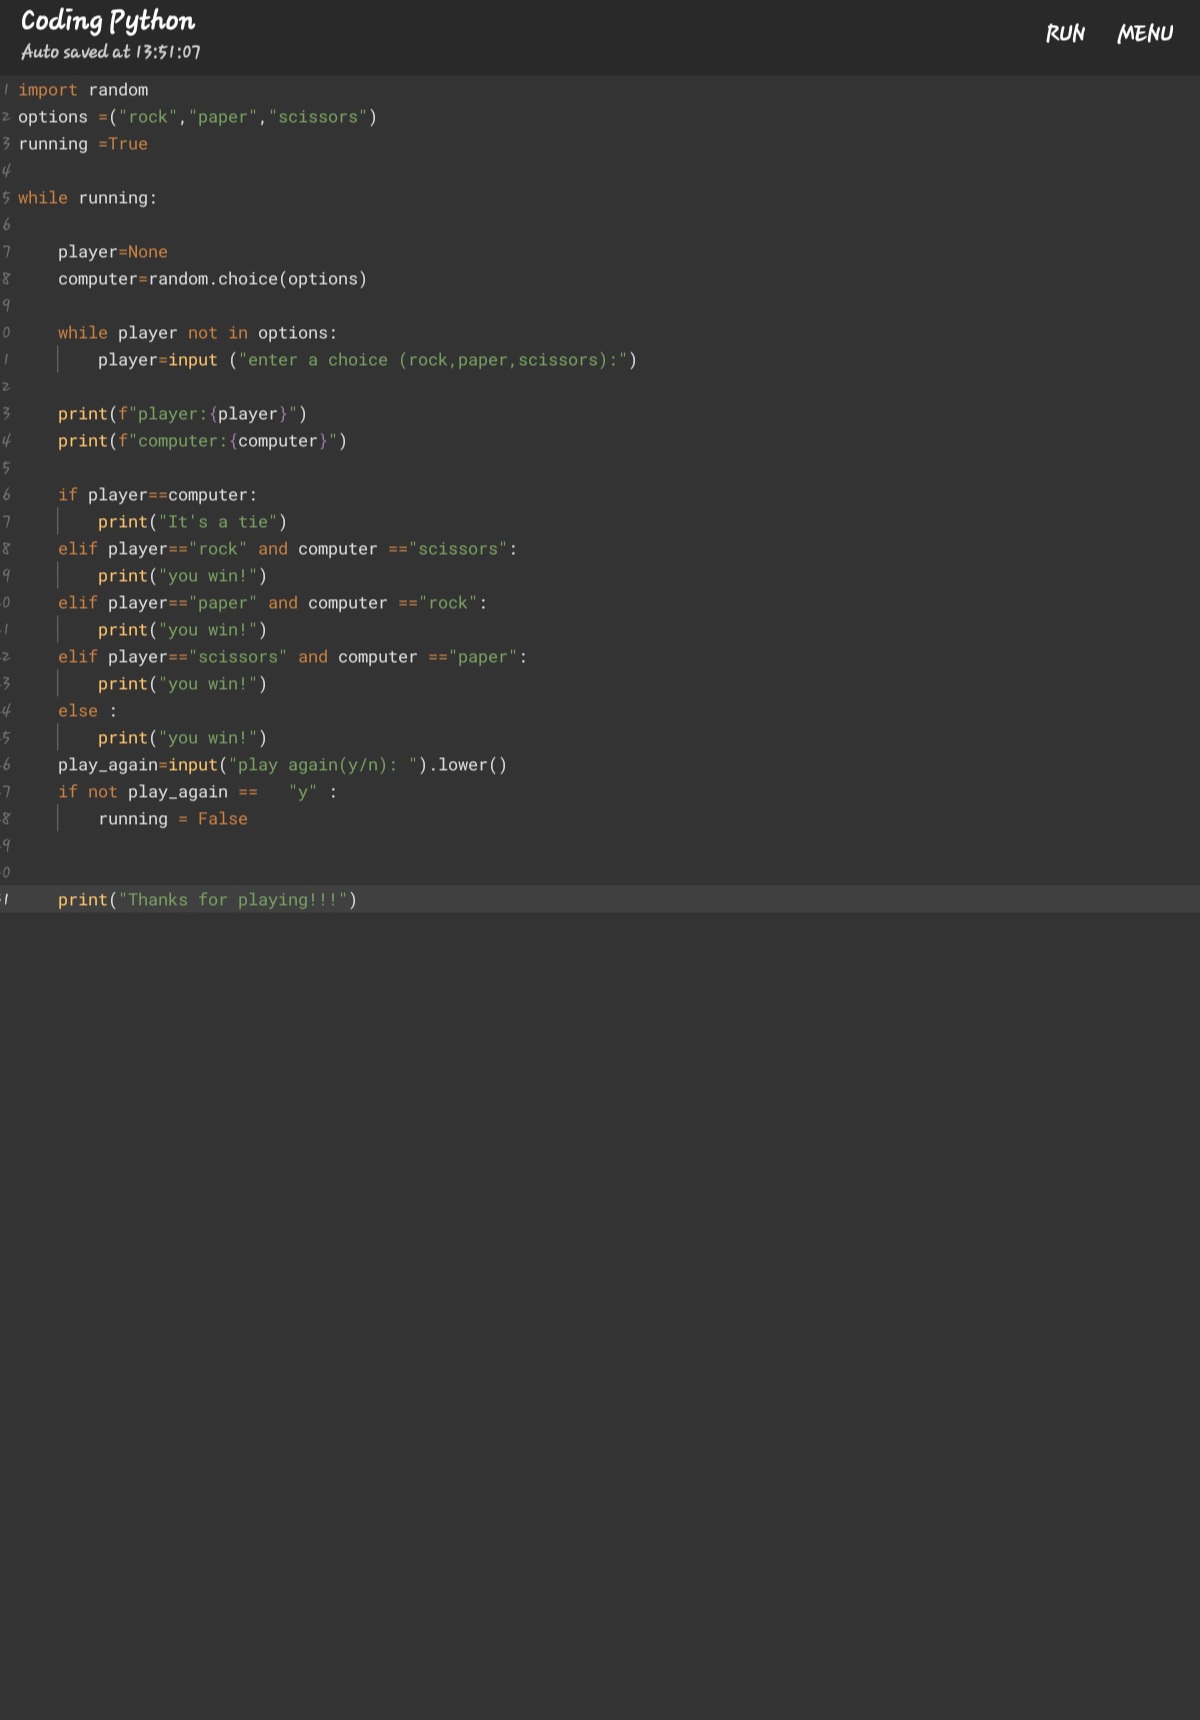 Coding Python
Auto saved at 13:51:07
RUN MENU
1 import random
2 options =("rock","paper","scissors")
3 running =True
4
5 while running:
6
7     player=None
8     computer=random.choice(options)
9
0     while player not in options:
1         player=input ("enter a choice (rock,paper,scissors):")
2
3     print(f"player:{player}")
4     print(f"computer:{computer}")
5
6     if player==computer:
7         print("It's a tie")
8     elif player=="rock" and computer =="scissors":
9         print("you win!")
0     elif player=="paper" and computer =="rock":
1         print("you win!")
2     elif player=="scissors" and computer =="paper":
3         print("you win!")
4     else :
5         print("you win!")
6     play_again=input("play again(y/n): ").lower()
7     if not play_again ==   "y" :
8         running = False
9
0
1     print("Thanks for playing!!!")